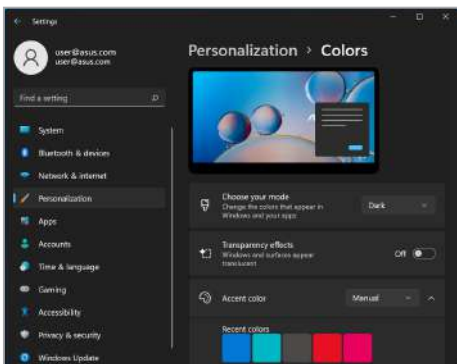 Settings
user@asus.com
user@asus.com
Find a setting
System
Bluetooth & devices
Network & internet
Personalization
Apps
Accounts
Time & language
Gaming
Accessibility
Privacy & security
Windows Update
Personalization > Colors
Choose your mode
Change the colors that appear in
Windows and your apps
Dark
Transparency effects
Windows and surfaces appear
translucent
Off
Accent color
Manual
Recent colors